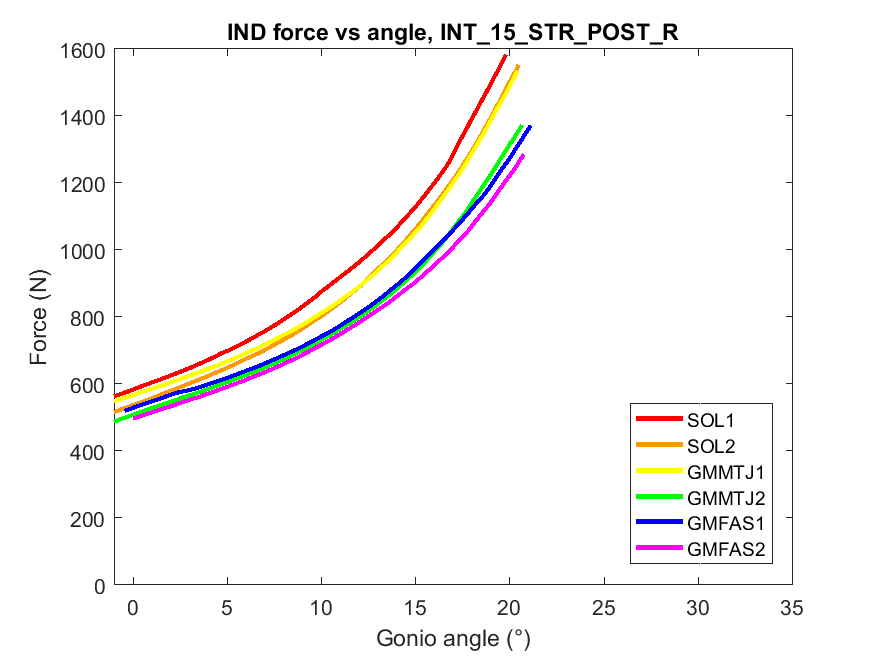 IND force vs angle, INT_15_STR_POST_R
1600
1400
1200
1000
800
600
400
200
0
Force (N)
0 5 10 15 20 25 30 35
Gonio angle (°)
SOL1
SOL2
GMMTJ1
GMMTJ2
GMFAS1
GMFAS2